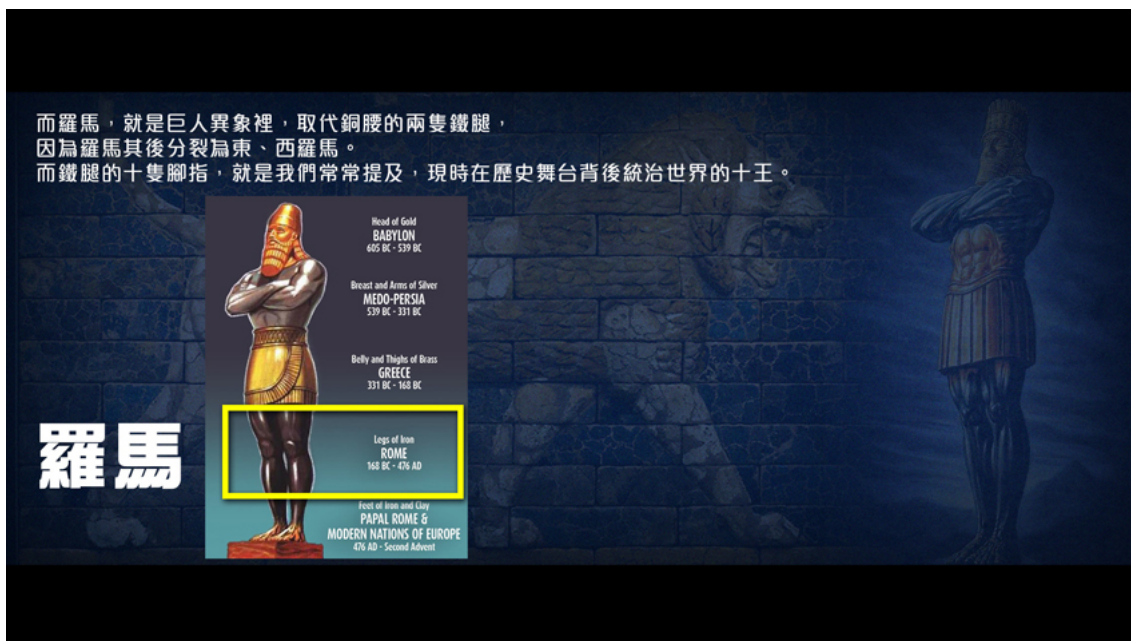 而羅馬，就是巨人異象裡，取代銅腰的兩隻鐵腿，
因為羅馬其後分裂為東、西羅馬。
而鐵腿的十隻腳指，就是我們常常提及，現時在歷史舞台背後統治世界的十王。
Head of Gold
BABYLON
605 BC - 539 BC
Breast and Arms of Silver
MEDO-PERSIA
539 BC - 331 BC
Belly and Thighs of Brass
GREECE
331 BC - 168 BC
羅馬
Legs of Iron
ROME
168 BC - 476 AD
Feet of Iron and Clay
PAPAL ROME &
MODERN NATIONS OF EUROPE
476 AD - Second Advent